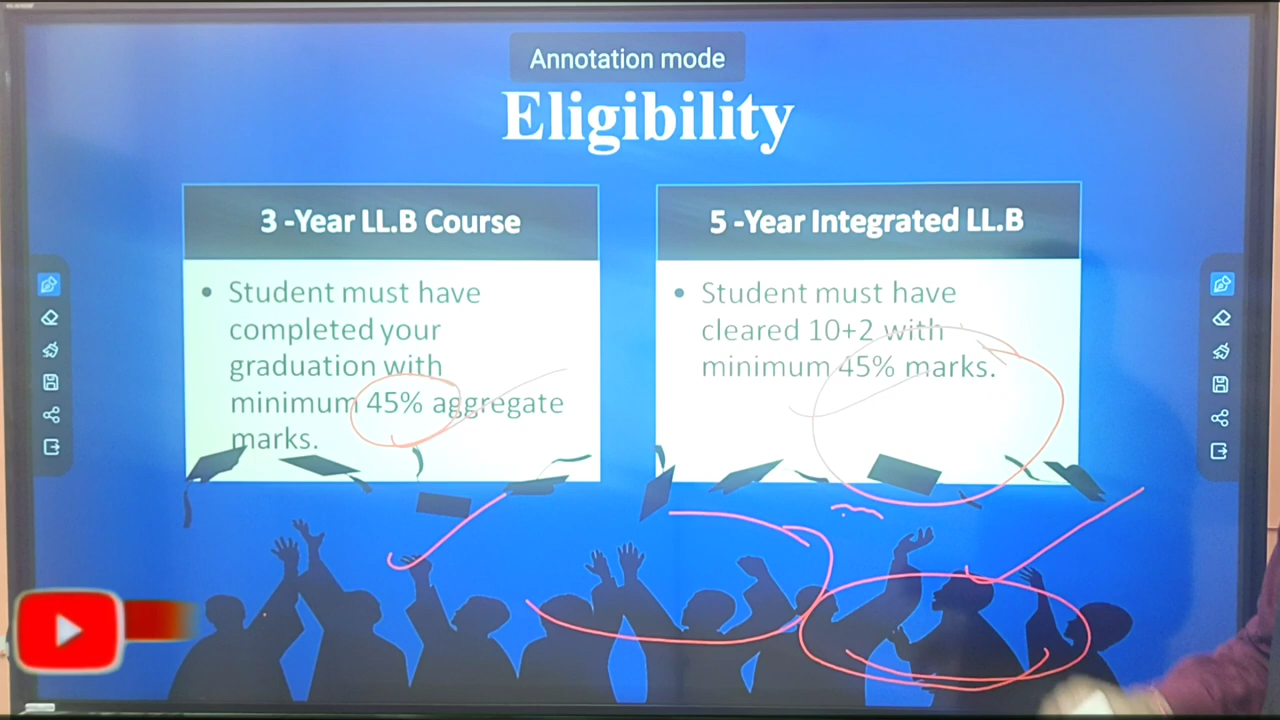 Annotation mode
Eligibility
3 -Year LL.B Course
• Student must have
completed your
graduation with
minimum 45% aggregate
marks.
5 -Year Integrated LL.B
• Student must have
cleared 10+2 with
minimum 45% marks.